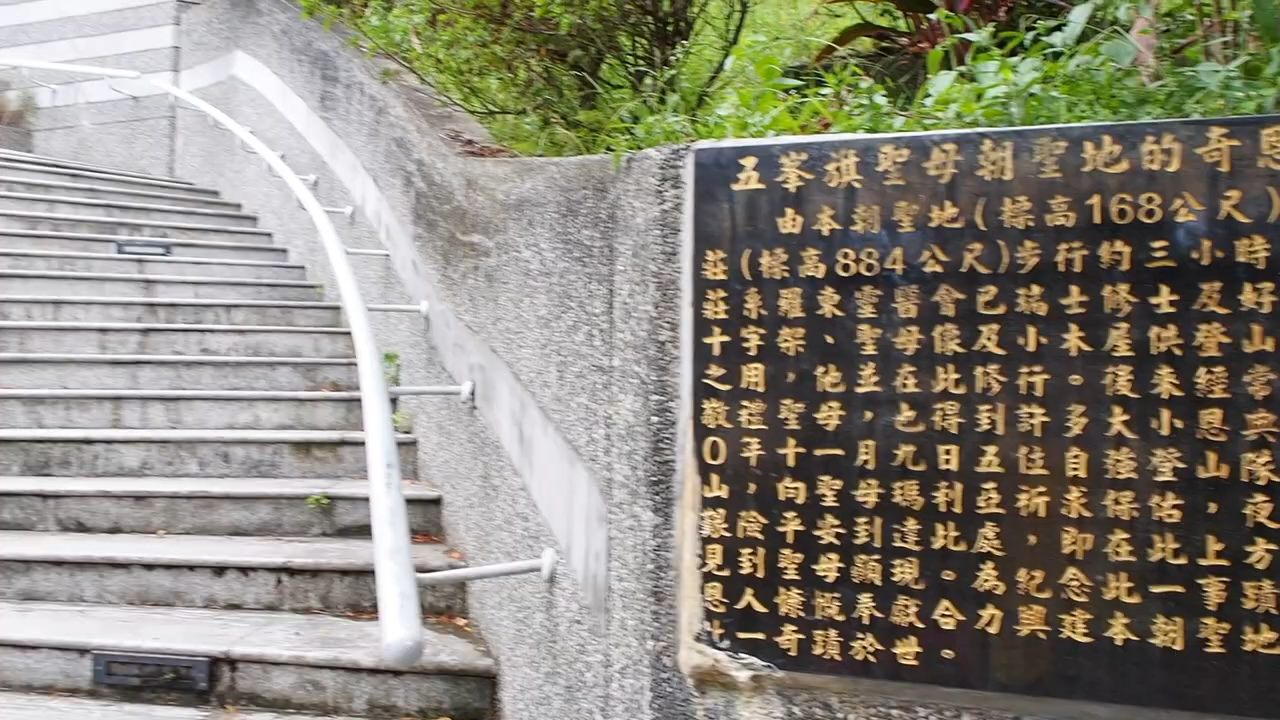 五峯旗聖母朝聖地的奇恩
由本朝聖地(標高168公尺)
莊(標高884公尺)步行約三小時
莊系羅東靈醫會已瑞士修士及好
十字架、聖母像及小木屋供登山
之用，他並在此修行。後來經常
敬禮聖母，也得到許多大小恩典
0年十一月九日五位自強登山隊
山，向聖母瑪利亞祈求保佑，夜
艱險平安到達此處，即在此上方
見到聖母顯現。為紀念此一事蹟
恩人慷慨奉獻合力興建本朝聖地
此一奇蹟於世。